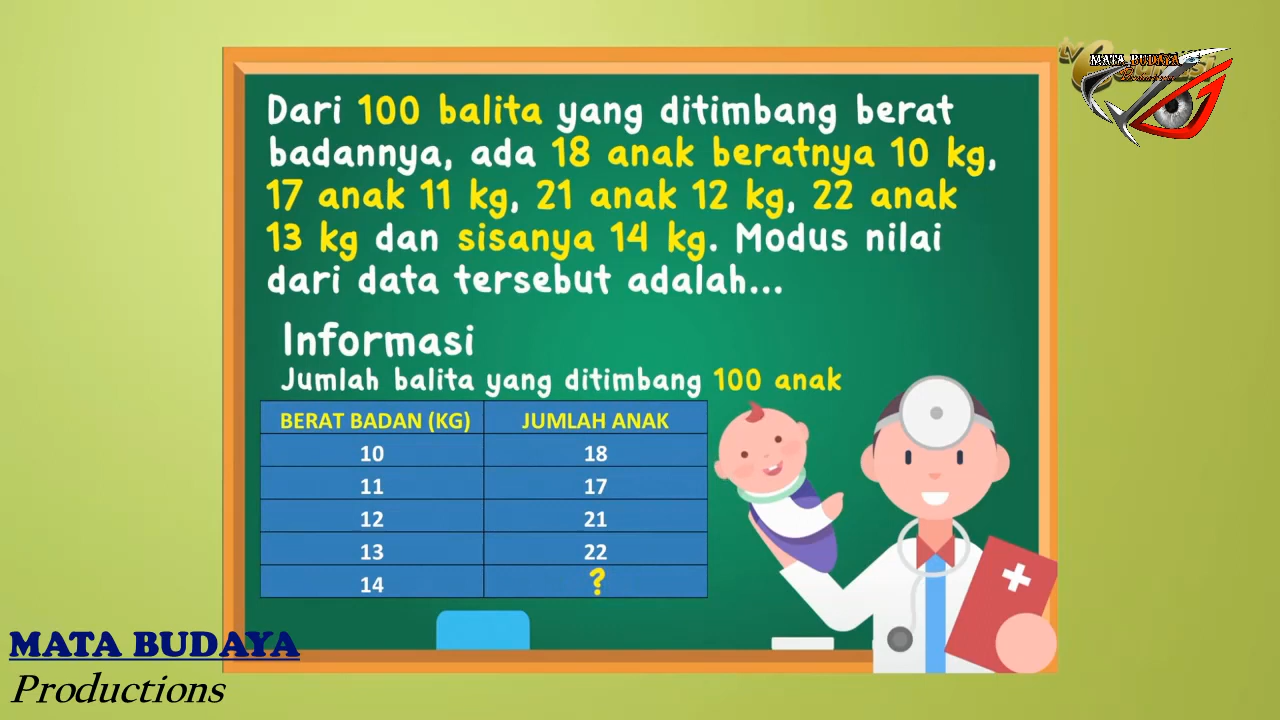 MATA BUDAYA
Dari 100 balita yang ditimbang berat
badannya, ada 18 anak beratnya 10 kg,
17 anak 11 kg, 21 anak 12 kg, 22 anak
13 kg dan sisanya 14 kg. Modus nilai
dari data tersebut adalah...
Informasi
Jumlah balita yang ditimbang 100 anak
BERAT BADAN (KG) JUMLAH ANAK
10 18
11 17
12 21
13 22
14 ?
MATA BUDAYA
Productions